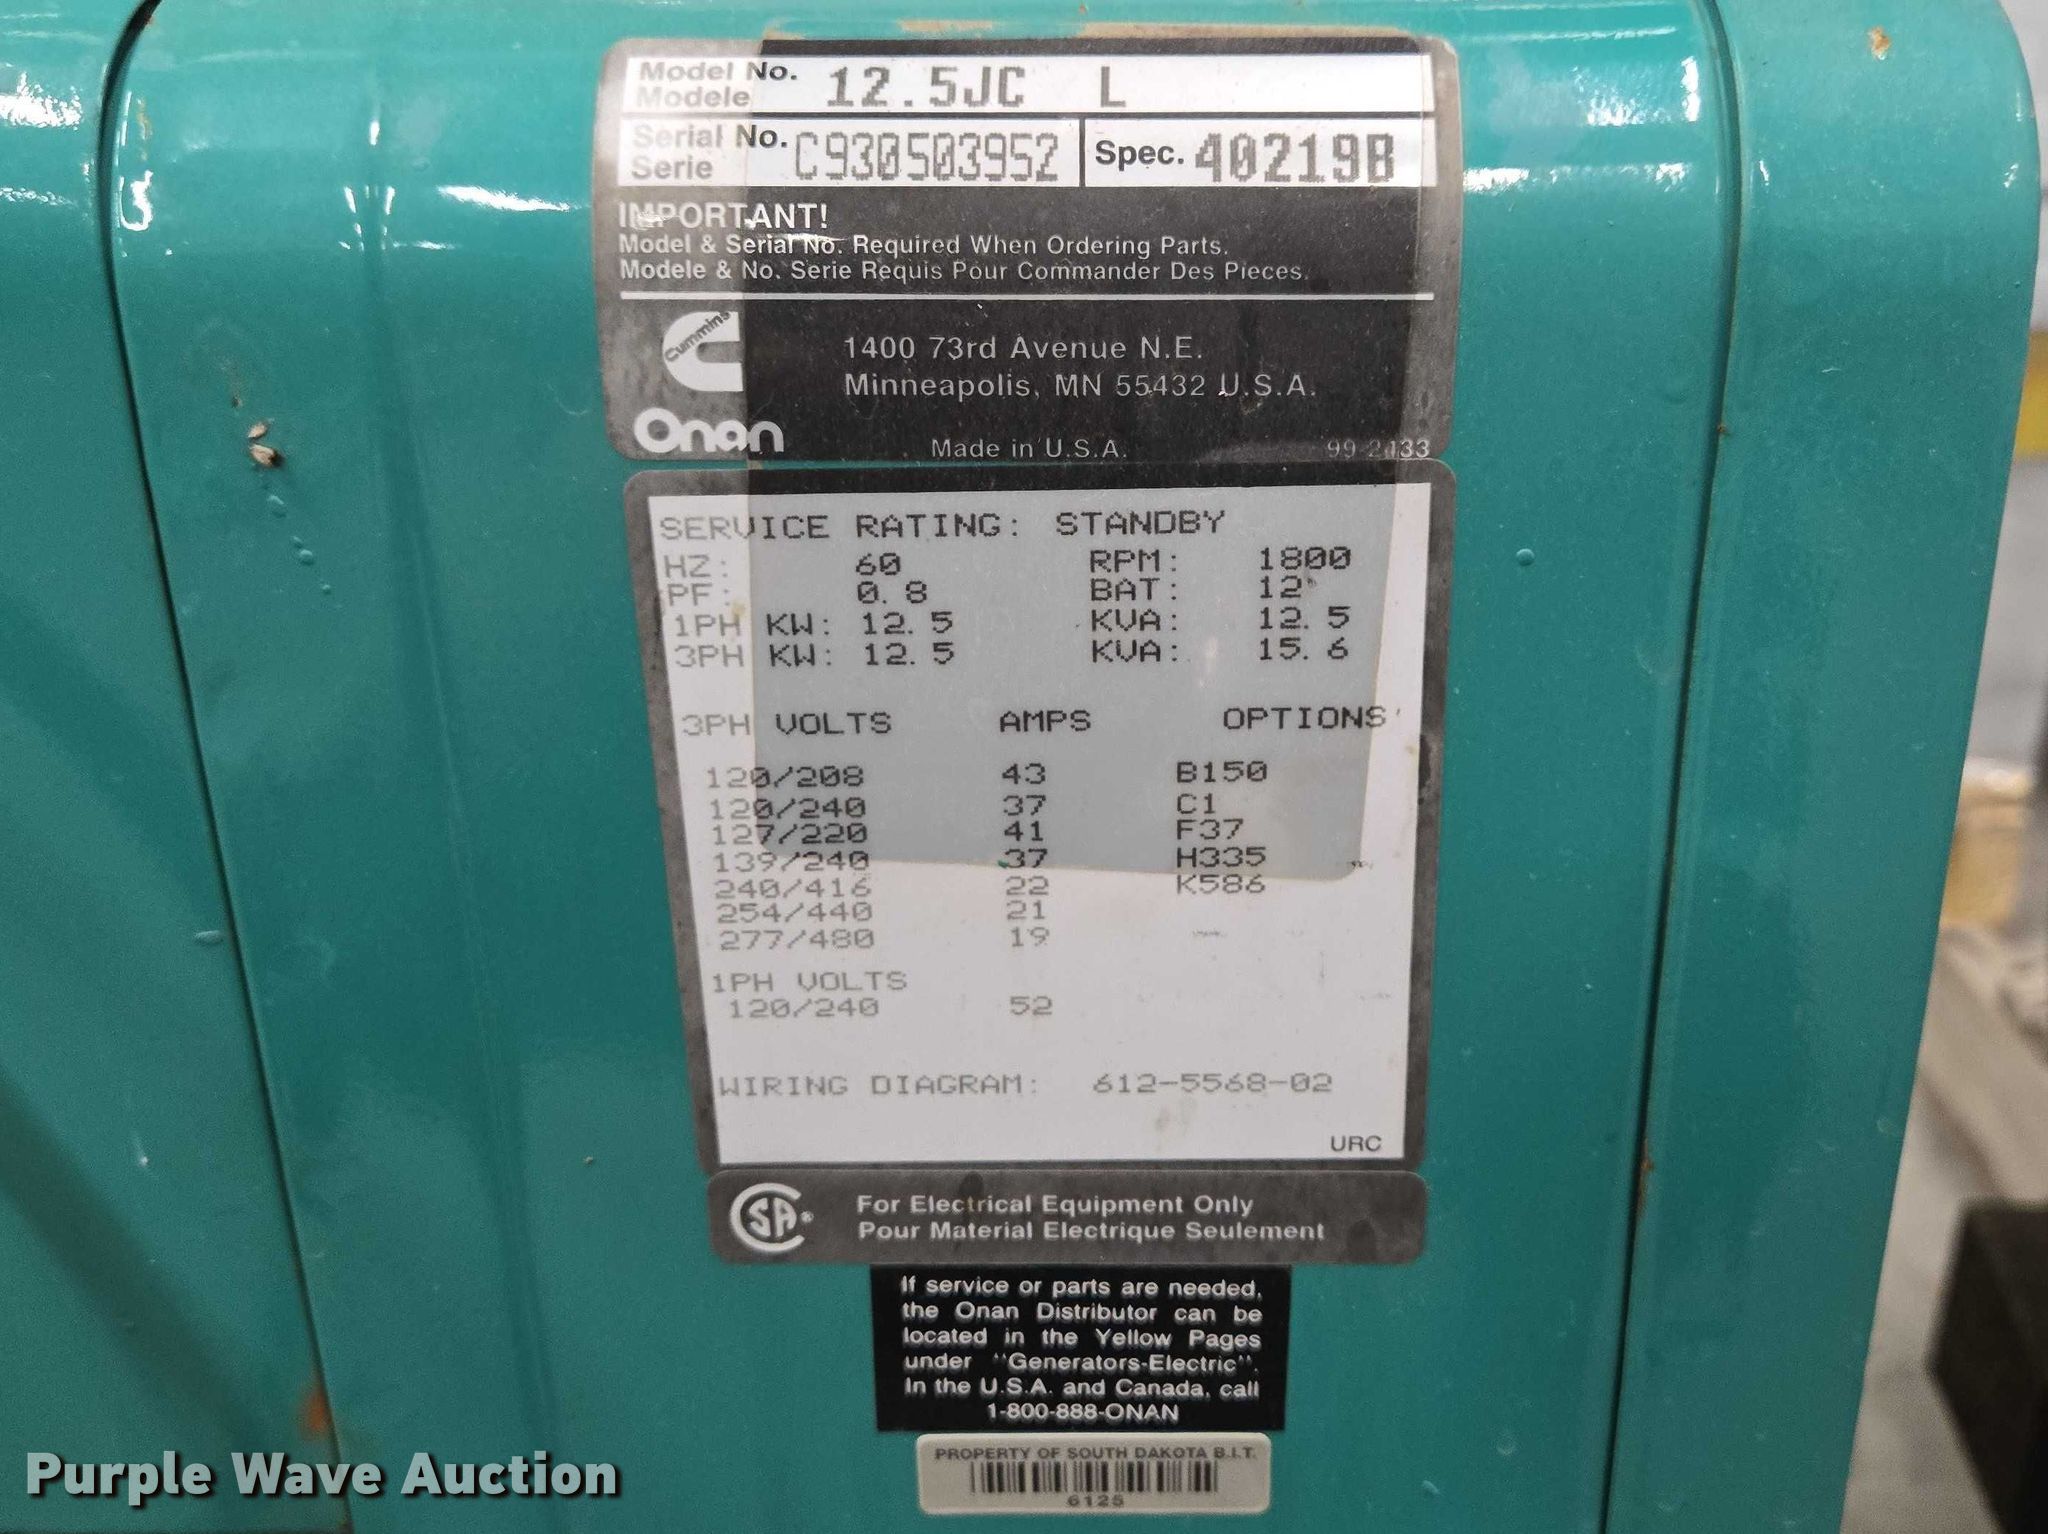 Model No. 12.5JC L
Modele
Serial No. C930503952 Spec. 40219B
Serie
IMPORTANT!
Model & Serial No. Required When Ordering Parts.
Modele & No. Serie Requis Pour Commander Des Pieces.
Cummins
Onan
1400 73rd Avenue N.E.
Minneapolis, MN 55432 U.S.A.
Made in U.S.A. 99-2433
SERVICE RATING: STANDBY
HZ: 60 RPM: 1800
PF: 0.8 BAT: 12
1PH KW: 12.5 KVA: 12.5
3PH KW: 12.5 KVA: 15.6
3PH VOLTS AMPS OPTIONS
120/208 43 B150
120/240 37 C1
127/220 41 F37
139/240 37 H335
240/416 22 K586
254/440 21
277/480 19
1PH VOLTS
120/240 52
WIRING DIAGRAM: 612-5568-02
URC
CSA ®
For Electrical Equipment Only
Pour Material Electrique Seulement
If service or parts are needed,
the Onan Distributor can be
located in the Yellow Pages
under "Generators-Electric".
In the U.S.A. and Canada, call
1-800-888-ONAN
PROPERTY OF SOUTH DAKOTA B.I.T.
6125
Purple Wave Auction